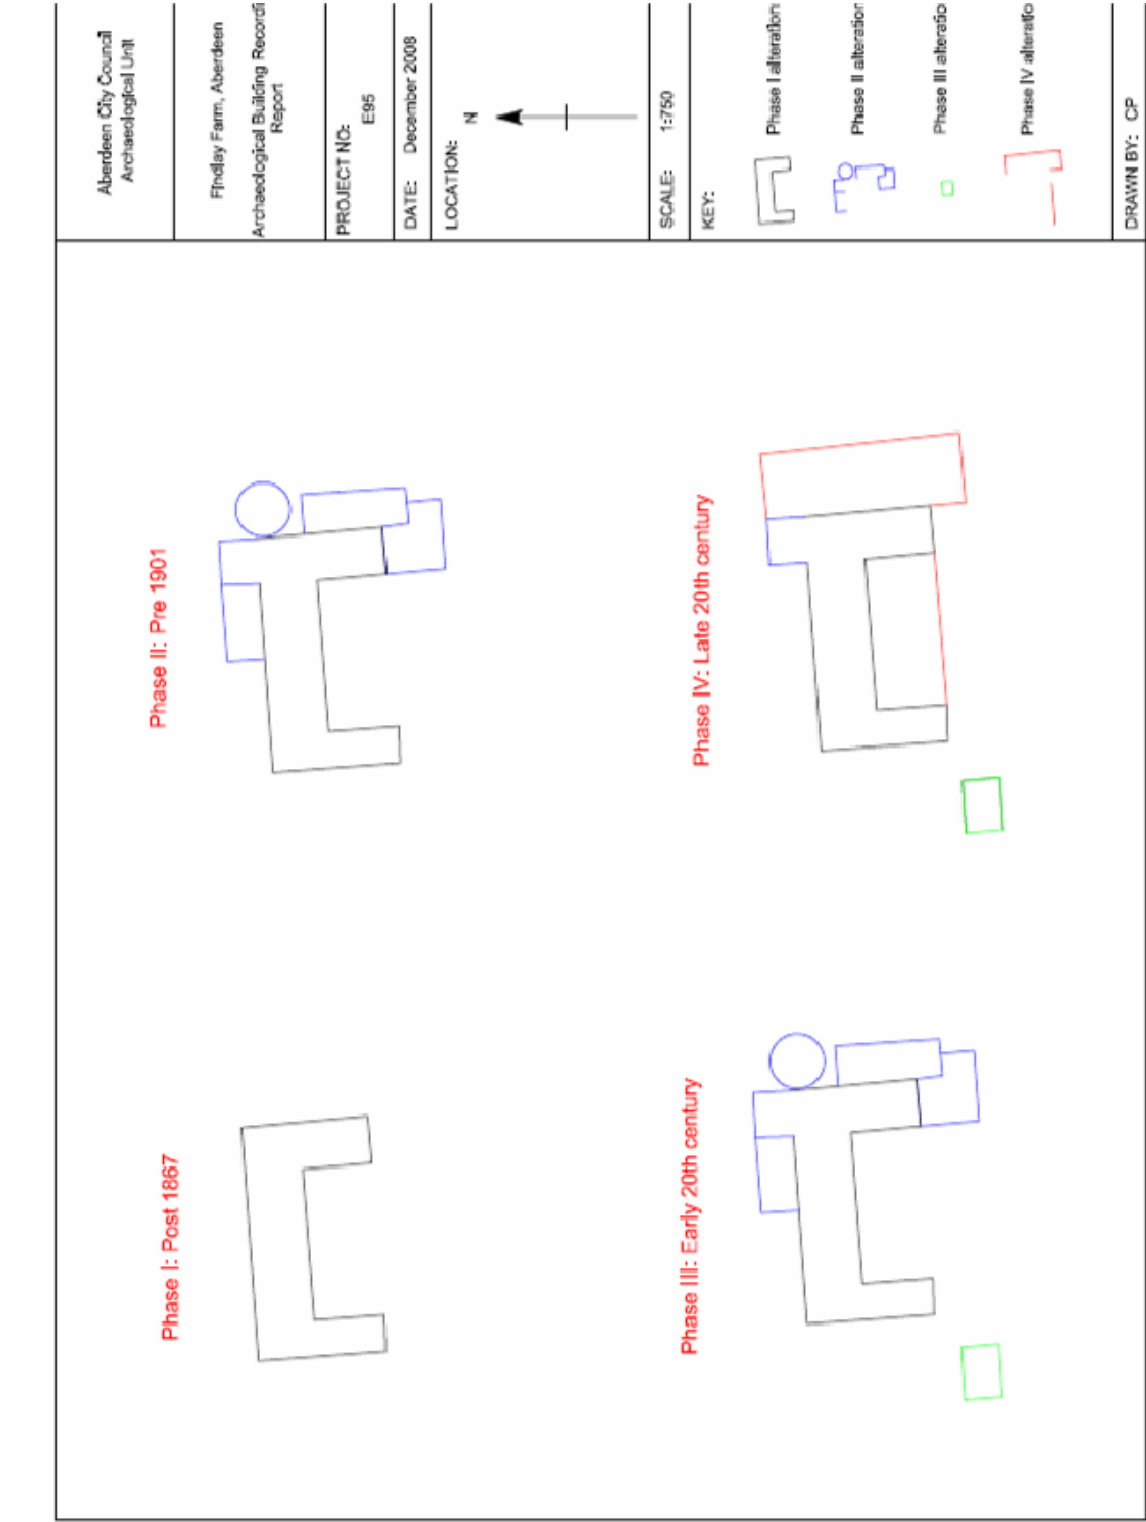 Aberdeen City Council
Archaeological Unit
Findlay Farm, Aberdeen
Archaeological Building Recordi
Report
PROJECT NO:
E95
DATE: December 2008
LOCATION:
N
SCALE: 1:750
KEY:
Phase I alteration
Phase II alteration
Phase III alteratio
Phase IV alteratio
DRAWN BY: CP
Phase I: Post 1867
Phase II: Pre 1901
Phase III: Early 20th century
Phase IV: Late 20th century